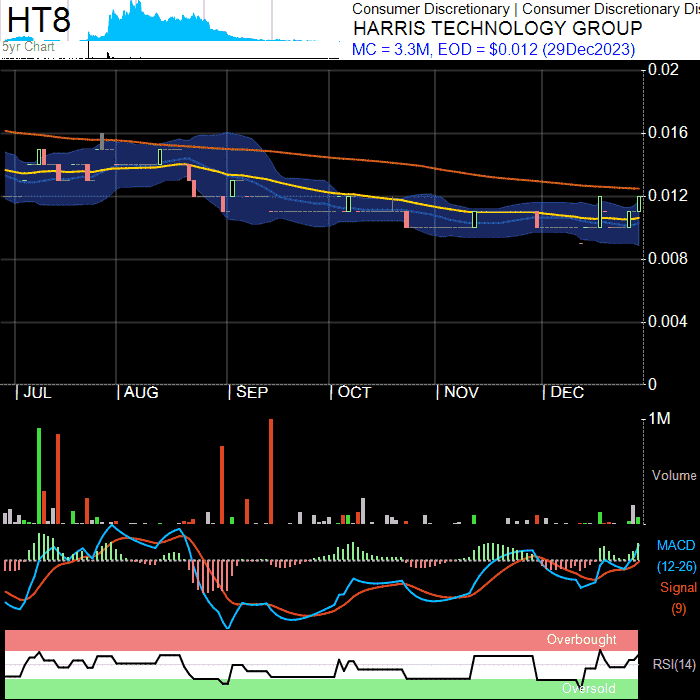 HT8
Consumer Discretionary | Consumer Discretionary Dis
HARRIS TECHNOLOGY GROUP
5yr Chart
MC = 3.3M, EOD = $0.012 (29Dec2023)
0.02
0.016
0.012
0.008
0.004
0
JUL AUG SEP OCT NOV DEC
1M
Volume
MACD
(12-26)
Signal
(9)
Overbought
RSI(14)
Oversold